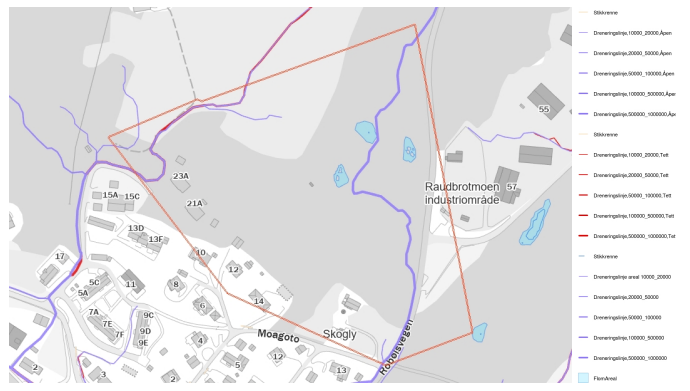 55
Raudbrotmoen
industriområde
57
23A
21A
15A
15C
13D
13F
17
10
12
5C
11
8
5A
14
7A
9C
6
7E
7F
9D
9E
4
Moagoto
Skogly
12
5
13
2
3
2
Robølsvegen
Stikkrenne
Dreneringslinje,10000_20000,Åpen
Dreneringslinje,20000_50000,Åpen
Dreneringslinje,50000_100000,Åpen
Dreneringslinje,100000_500000,Åper
Dreneringslinje,500000_1000000,Åpe
Stikkrenne
Dreneringslinje,10000_20000,Tett
Dreneringslinje,20000_50000,Tett
Dreneringslinje,50000_100000,Tett
Dreneringslinje,100000_500000,Tett
Dreneringslinje,500000_1000000,Tet
Stikkrenne
Dreneringslinje areal 10000_20000
Dreneringslinje,20000_50000
Dreneringslinje,50000_100000
Dreneringslinje,100000_500000
Dreneringslinje,500000_1000000
FlomAreal